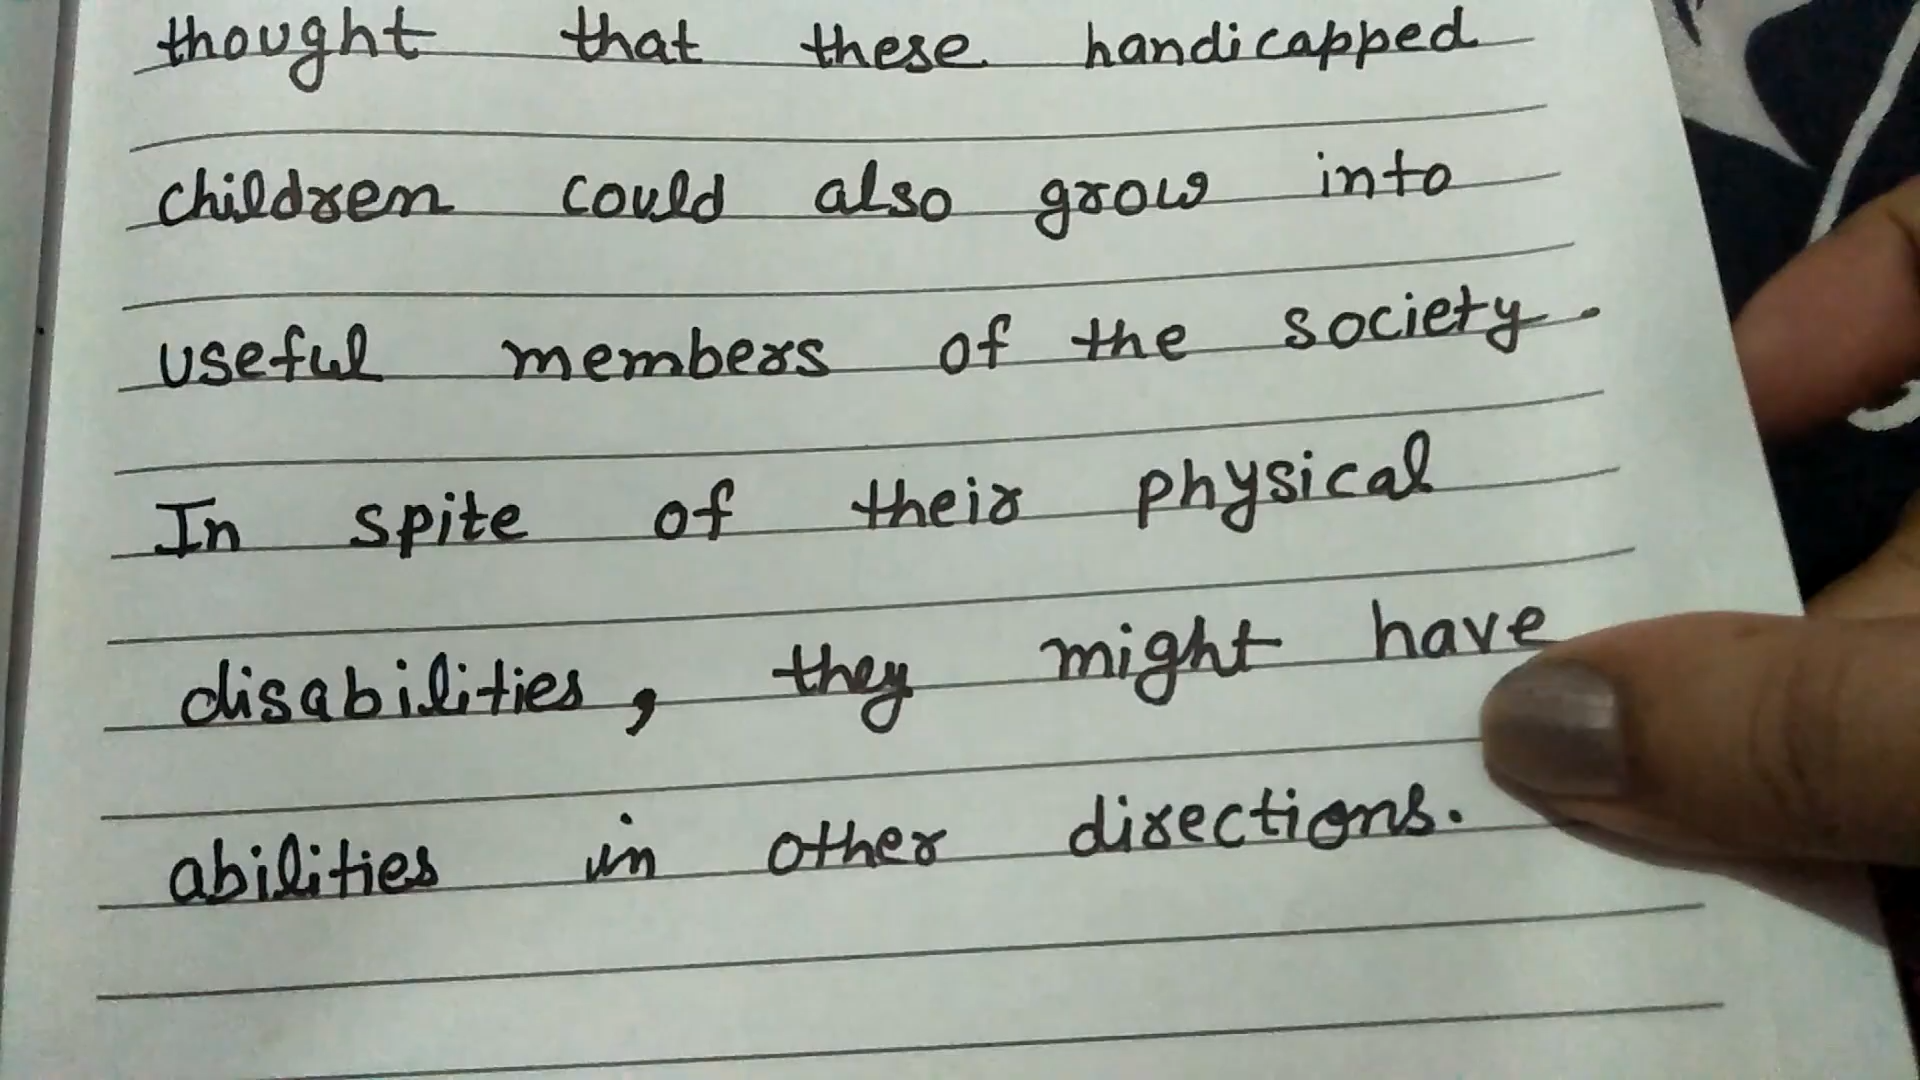 thought that these handicapped
children could also grow into
useful members of the society.
In spite of their physical
disabilities, they might have
abilities in other directions.